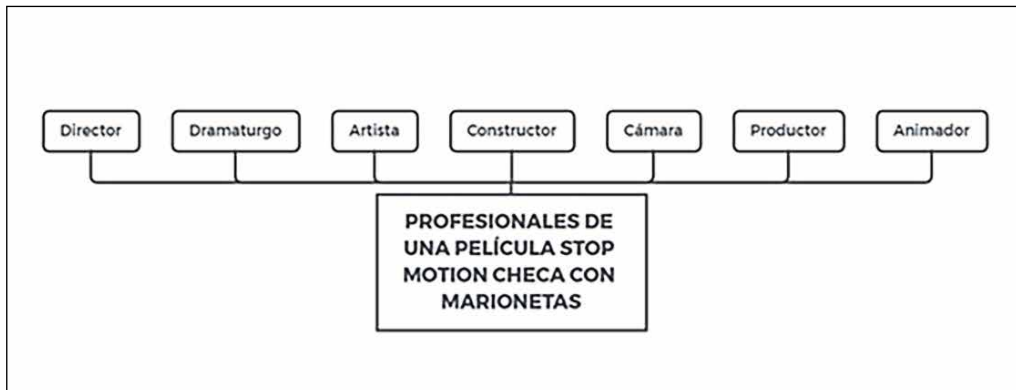 Director
Dramaturgo
Artista
Constructor
Cámara
Productor
Animador
PROFESIONALES DE
UNA PELÍCULA STOP
MOTION CHECA CON
MARIONETAS